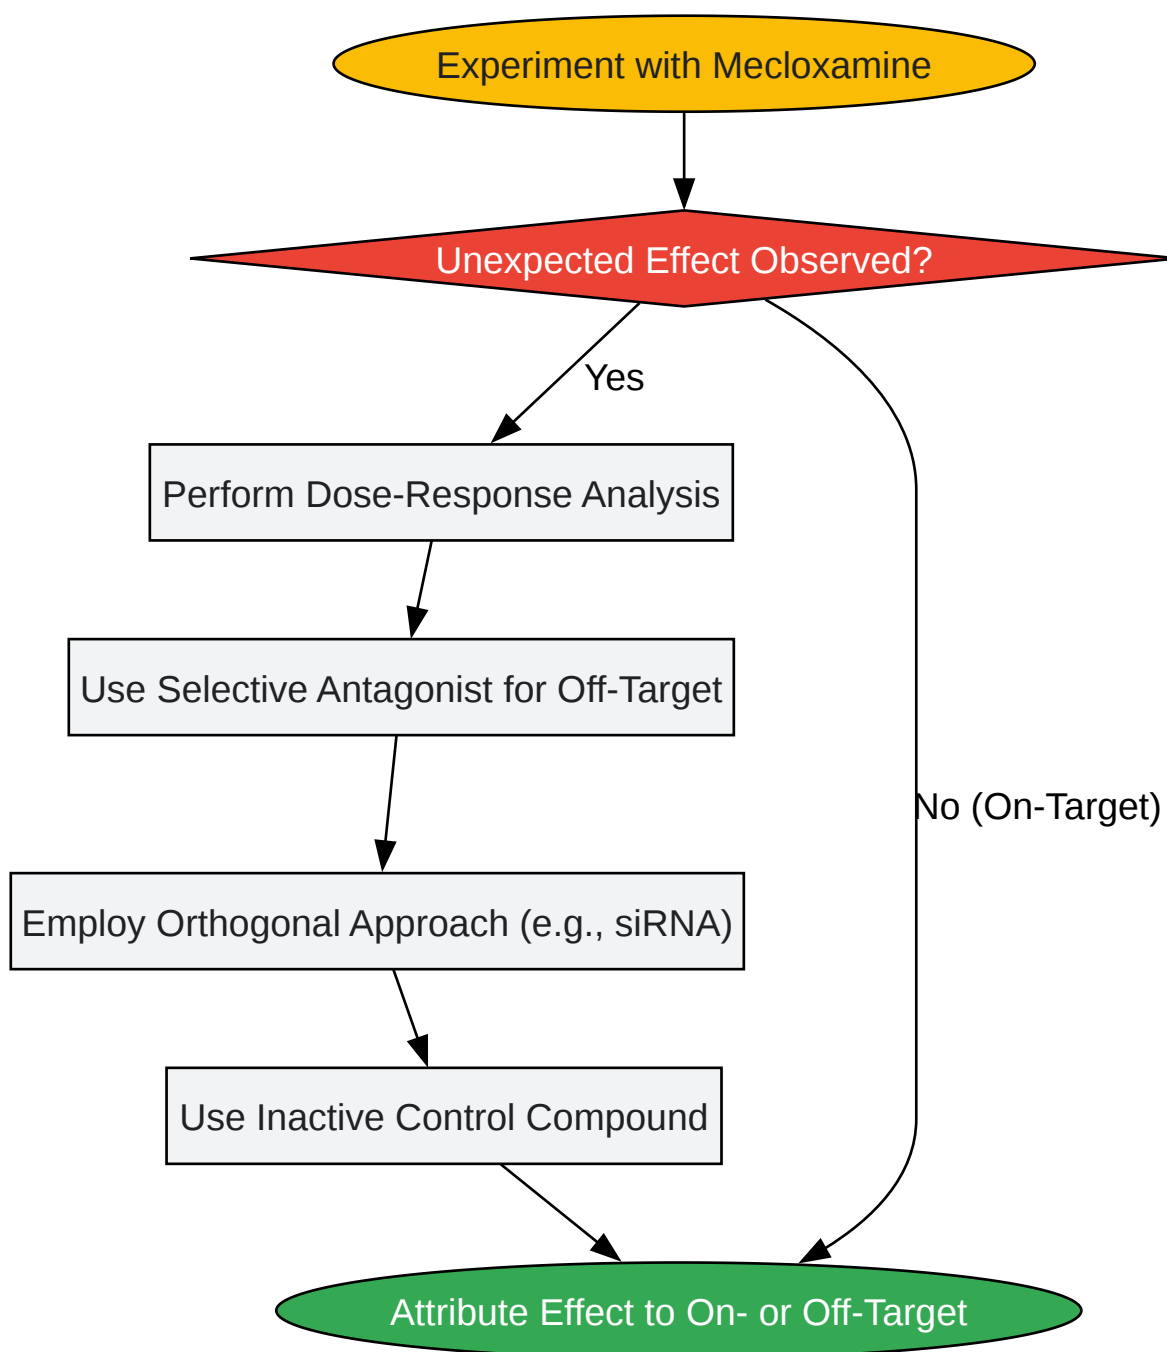 Experiment with Mecloxamine
Unexpected Effect Observed?
Yes
Perform Dose-Response Analysis
Use Selective Antagonist for Off-Target
No (On-Target)
Employ Orthogonal Approach (e.g., siRNA)
Use Inactive Control Compound
Attribute Effect to On- or Off-Target